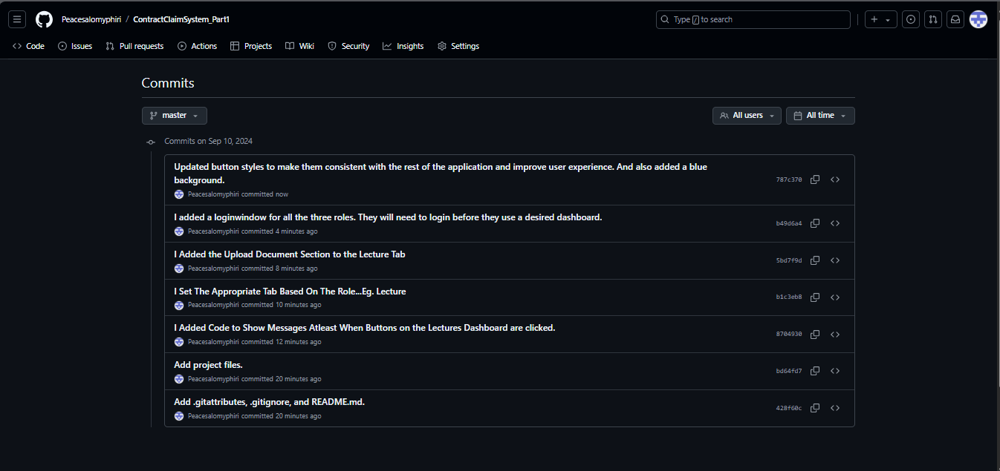 Peacesalomyphiri / ContractClaimSystem_Part1
Type / to search
Code Issues Pull requests Actions Projects Wiki Security Insights Settings
Commits
master All users All time
Commits on Sep 10, 2024
Updated button styles to make them consistent with the rest of the application and improve user experience. And also added a blue
background.
787c370
Peacesalomyphiri committed now
I added a loginwindow for all the three roles. They will need to login before they use a desired dashboard.
b49d6a4
Peacesalomyphiri committed 4 minutes ago
I Added the Upload Document Section to the Lecture Tab
5bd7f9d
Peacesalomyphiri committed 8 minutes ago
I Set The Appropriate Tab Based On The Role...Eg. Lecture
b1c3eb8
Peacesalomyphiri committed 10 minutes ago
I Added Code to Show Messages Atleast When Buttons on the Lectures Dashboard are clicked.
8704930
Peacesalomyphiri committed 12 minutes ago
Add project files.
bd64fd7
Peacesalomyphiri committed 20 minutes ago
Add .gitattributes, .gitignore, and README.md.
428f60c
Peacesalomyphiri committed 20 minutes ago